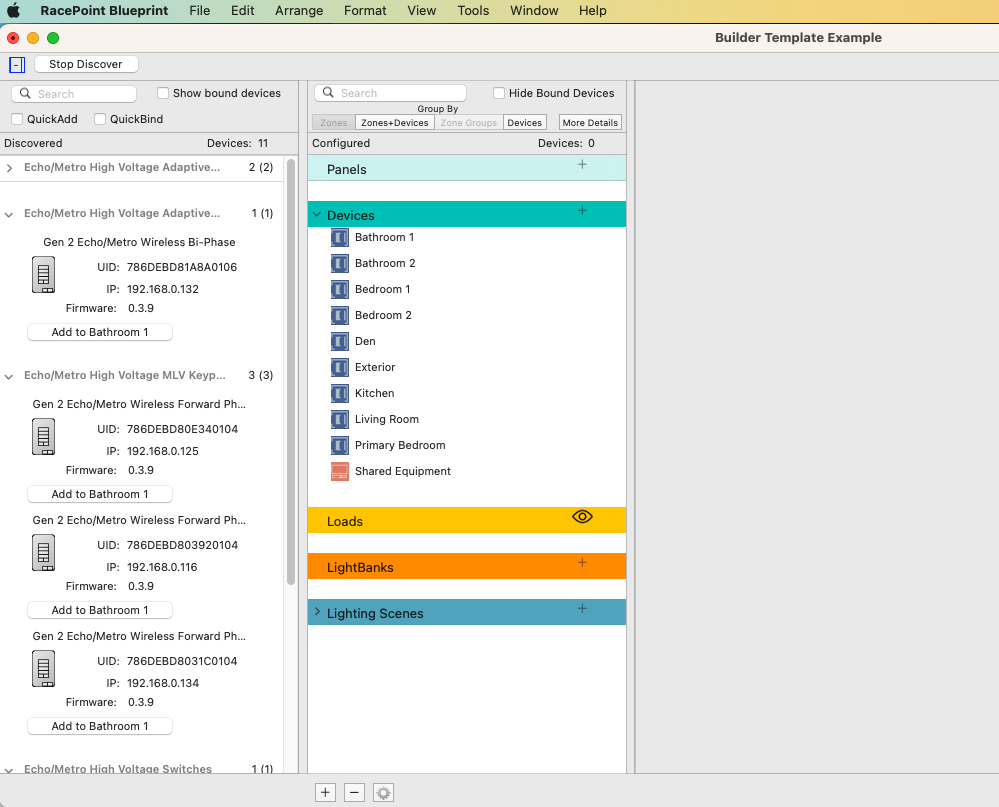 RacePoint Blueprint File Edit Arrange Format View Tools Window Help
Builder Template Example
Stop Discover
Search Show bound devices
QuickAdd QuickBind
Discovered Devices: 11
Echo/Metro High Voltage Adaptive... 2 (2)
Echo/Metro High Voltage Adaptive... 1 (1)
Gen 2 Echo/Metro Wireless Bi-Phase
UID: 786DEBD81A8A0106
IP: 192.168.0.132
Firmware: 0.3.9
Add to Bathroom 1
Echo/Metro High Voltage MLV Keyp... 3 (3)
Gen 2 Echo/Metro Wireless Forward Ph...
UID: 786DEBD80E340104
IP: 192.168.0.125
Firmware: 0.3.9
Add to Bathroom 1
Gen 2 Echo/Metro Wireless Forward Ph...
UID: 786DEBD803920104
IP: 192.168.0.116
Firmware: 0.3.9
Add to Bathroom 1
Gen 2 Echo/Metro Wireless Forward Ph...
UID: 786DEBD8031C0104
IP: 192.168.0.134
Firmware: 0.3.9
Add to Bathroom 1
Echo/Metro High Voltage Switches 1 (1)
Search Hide Bound Devices
Group By
Zones Zones+Devices Zone Groups Devices More Details
Configured Devices: 0
Panels +
Devices +
Bathroom 1
Bathroom 2
Bedroom 1
Bedroom 2
Den
Exterior
Kitchen
Living Room
Primary Bedroom
Shared Equipment
Loads
LightBanks +
Lighting Scenes +
+ −